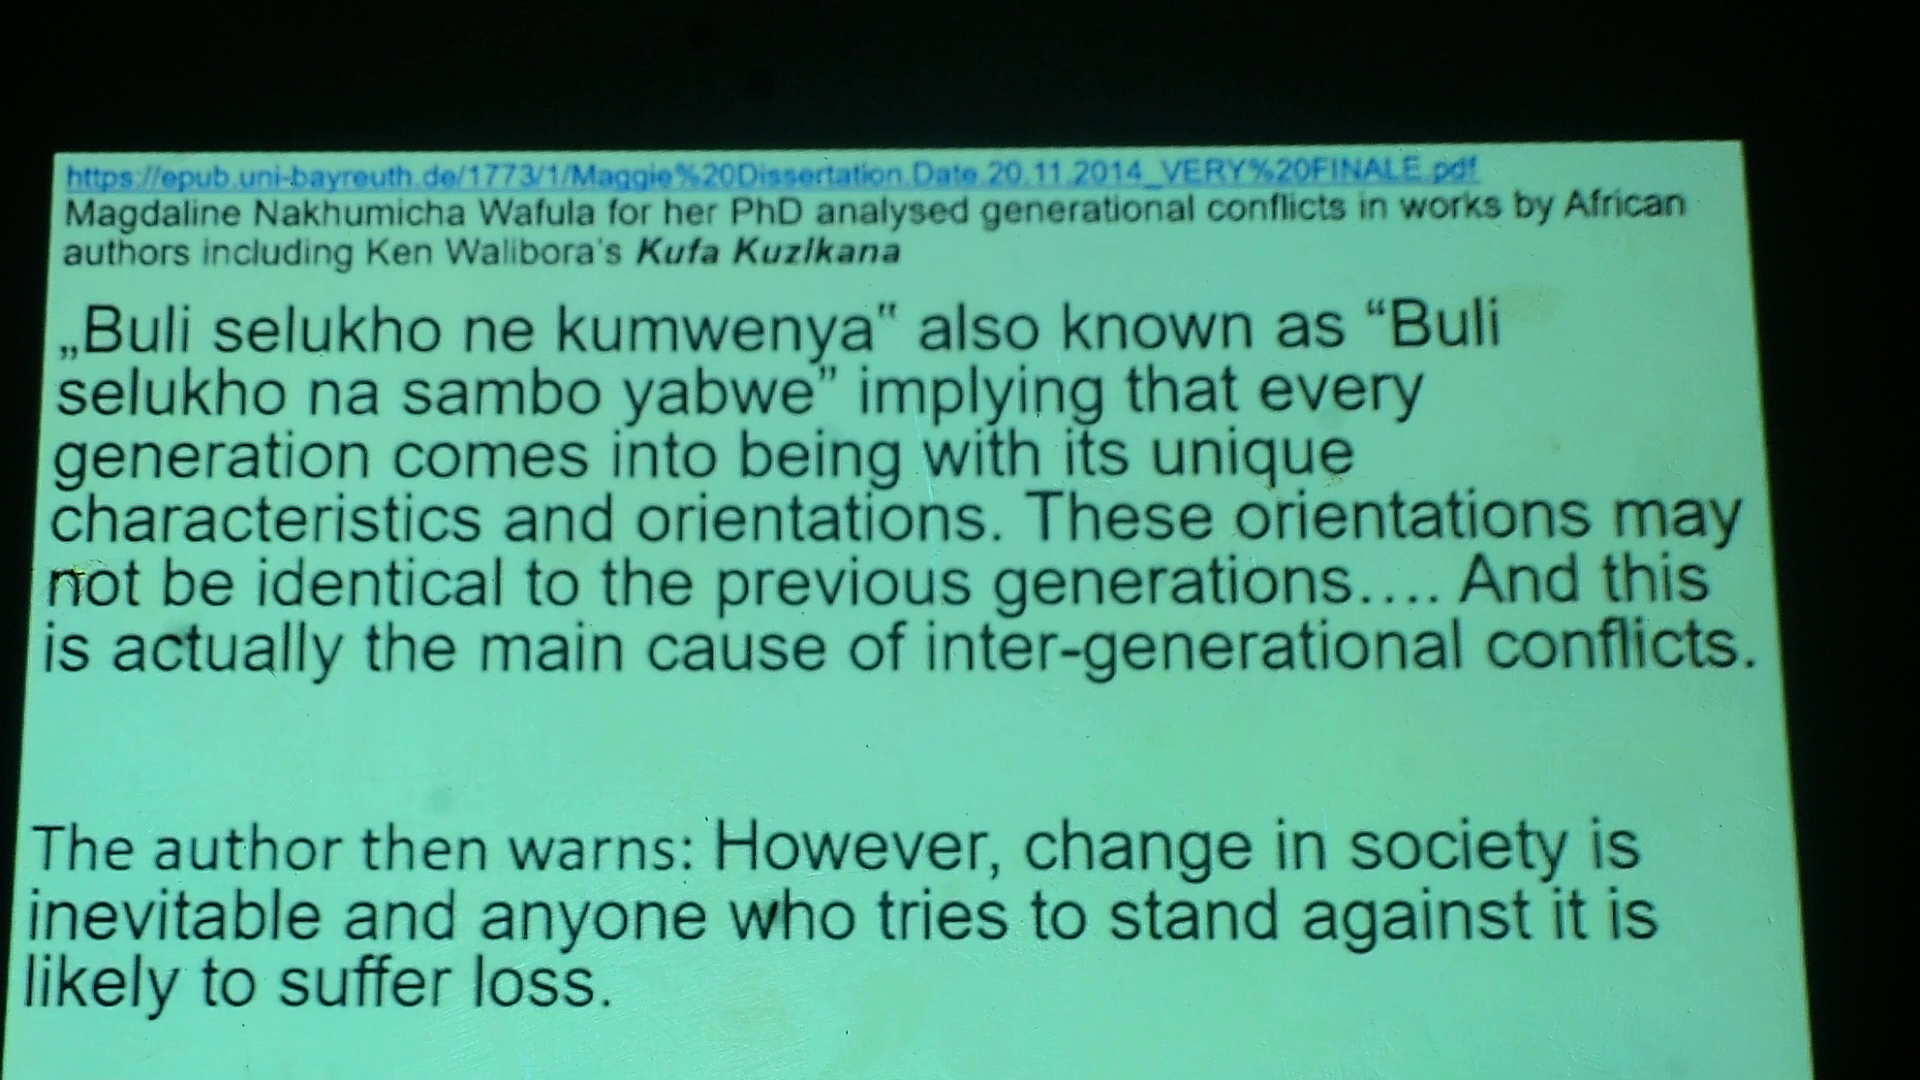 https://epub.uni-bayreuth.de/1773/1/Maggie%20Dissertation.Date.20.11.2014_VERY%20FINALE.pdf
Magdaline Nakhumicha Wafula for her PhD analysed generational conflicts in works by African
authors including Ken Walibora's Kufa Kuzikana
„Buli selukho ne kumwenya" also known as “Buli
selukho na sambo yabwe” implying that every
generation comes into being with its unique
characteristics and orientations. These orientations may
not be identical to the previous generations…. And this
is actually the main cause of inter-generational conflicts.
The author then warns: However, change in society is
inevitable and anyone who tries to stand against it is
likely to suffer loss.